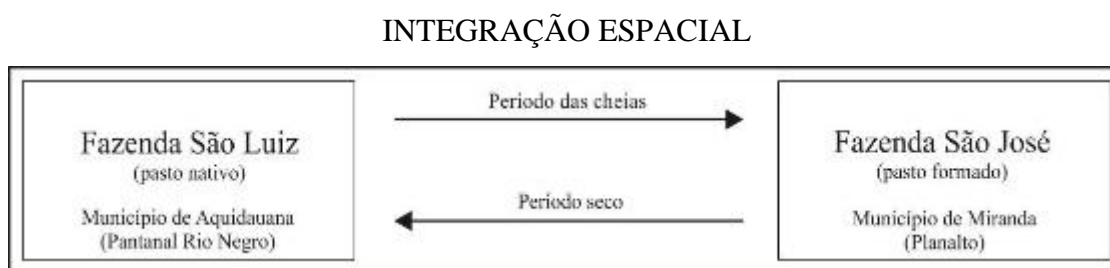 INTEGRAÇÃO ESPACIAL
Fazenda São Luiz
(pasto nativo)
Município de Aquidauana
(Pantanal Rio Negro)
Periodo das cheias
Período seco
Fazenda São José
(pasto formado)
Município de Miranda
(Planalto)